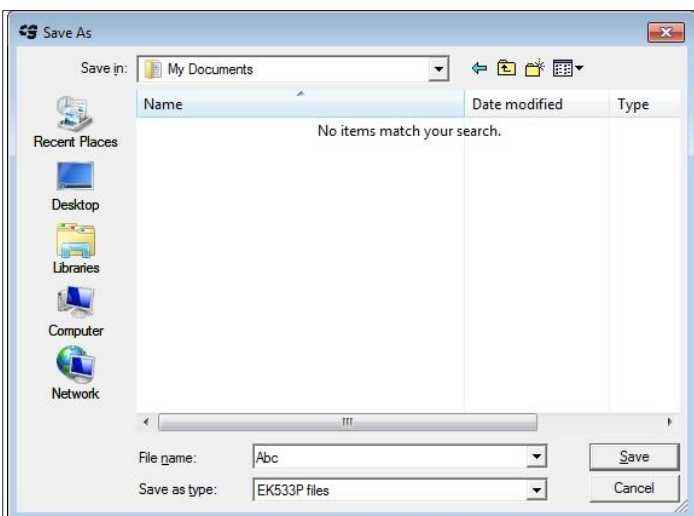 Save As
Save in: My Documents
Name Date modified Type
No items match your search.
Recent Places
Desktop
Libraries
Computer
Network
File name: Abc Save
Save as type: EK533P files Cancel